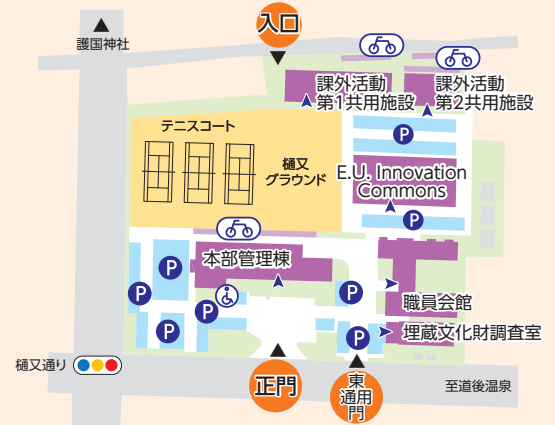 入口
護国神社
課外活動
第1共用施設
課外活動
第2共用施設
テニスコート
P
樋又
グラウンド
E.U. Innovation
Commons
P
本部管理棟
P
P
P
P
P
職員会館
P
埋蔵文化財調査室
樋又通り
正門
東
通用
門
至道後温泉